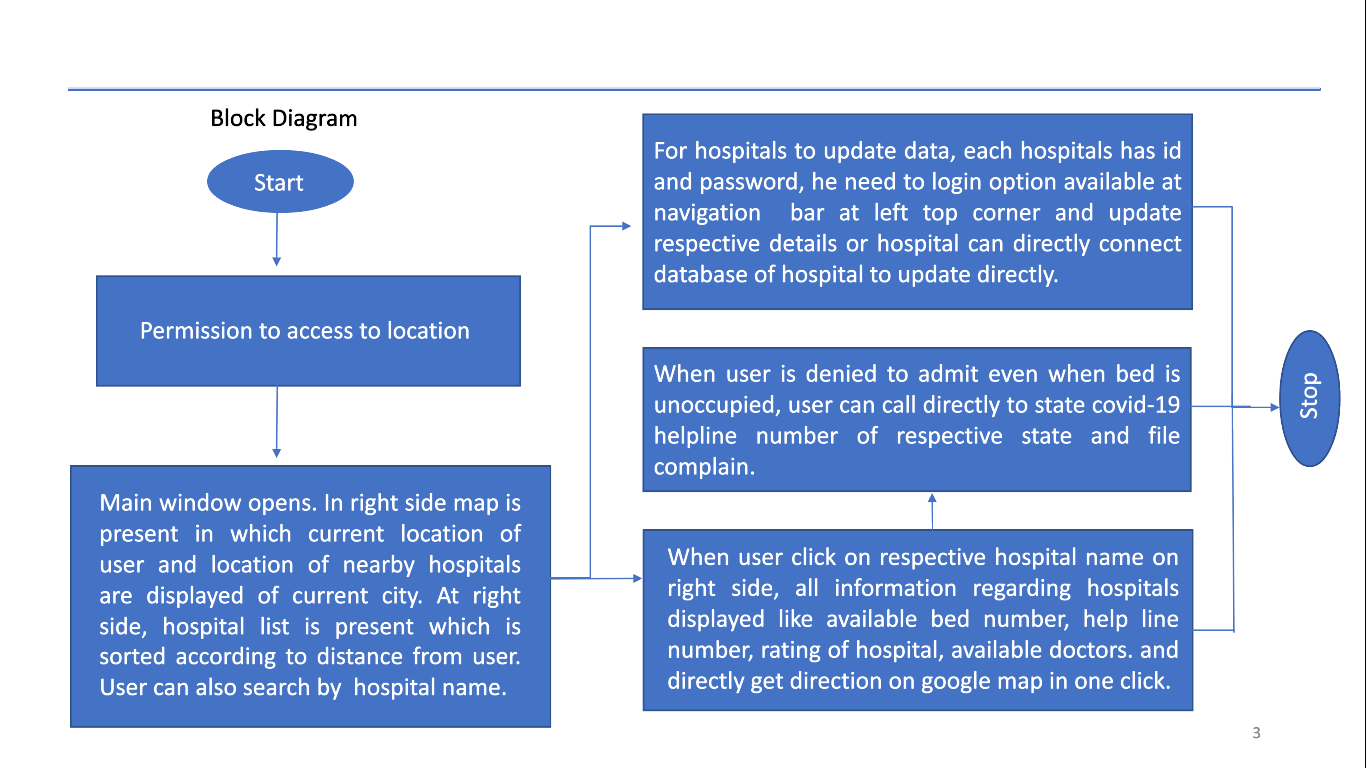 Block Diagram
Start
Permission to access to location
Main window opens. In right side map is
present in which current location of
user and location of nearby hospitals
are displayed of current city. At right
side, hospital list is present which is
sorted according to distance from user.
User can also search by hospital name.
For hospitals to update data, each hospitals has id
and password, he need to login option available at
navigation bar at left top corner and update
respective details or hospital can directly connect
database of hospital to update directly.
When user is denied to admit even when bed is
unoccupied, user can call directly to state covid-19
helpline number of respective state and file
complain.
When user click on respective hospital name on
right side, all information regarding hospitals
displayed like available bed number, help line
number, rating of hospital, available doctors. and
directly get direction on google map in one click.
Stop
3